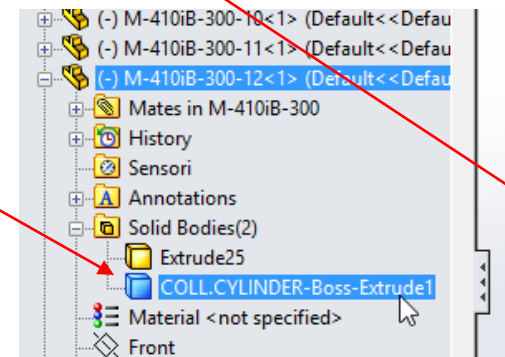 (-) M-410iB-300-10<1> (Default<<Defau
(-) M-410iB-300-11<1> (Default<<Defau
(-) M-410iB-300-12<1> (Default<<Defau
Mates in M-410iB-300
History
Sensori
Annotations
Solid Bodies(2)
Extrude25
COLL.CYLINDER-Boss-Extrude1
Material <not specified>
Front